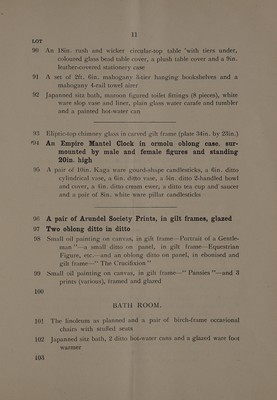 11
LOT
90 An 18in. rush and wicker circular-top table with tiers under,
coloured glass bead table cover, a plush table cover and a 8in.
leather-covered stationery case
91 A set of 2ft. 6in. mahogany 5-tier hanging bookshelves and a
mahogany 4-rail towel airer
92 Japanned sitz bath, maroon figured toilet fittings (8 pieces), white
ware slop vase and liner, plain glass water carafe and tumbler
and a painted hot-water can
93 Eliptic-top chimney glass in carved gilt frame (plate 34in. by 25in.)
*94 An Empire Mantel Clock in ormolu oblong case, sur-
mounted by male and female figures and standing
20in. high
95 A pair of 10in. Kaga ware gourd-shape candlesticks, a 8in. ditto
cylindrical vase, a 6in. ditto vase, a 5in. ditto 2-handled bowl
and cover, a 4in. ditto cream ewer, a ditto tea cup and saucer
and a pair of 8in. white ware pillar candlesticks
96 A pair of Arundel Society Prints, in gilt frames, glazed
97 Two oblong ditto in ditto
98 Small oil painting on canvas, in gilt frame—Portrait of a Gentle-
man "—a small ditto on panel, in gilt frame—Equestrian
Figure, etc.—and an oblong ditto on panel, in ebonised and
gilt frame—" The Crucifixion "
99 Small oil painting on canvas, in gilt frame—" Pansies "—and 3
prints (various), framed and glazed
100
BATH ROOM.
101 The linoleum as planned and a pair of birch-frame occasional
chairs with stuffed seats
102 Japanned sitz bath, 2 ditto hot-water cans and a glazed ware foot
warmer
103